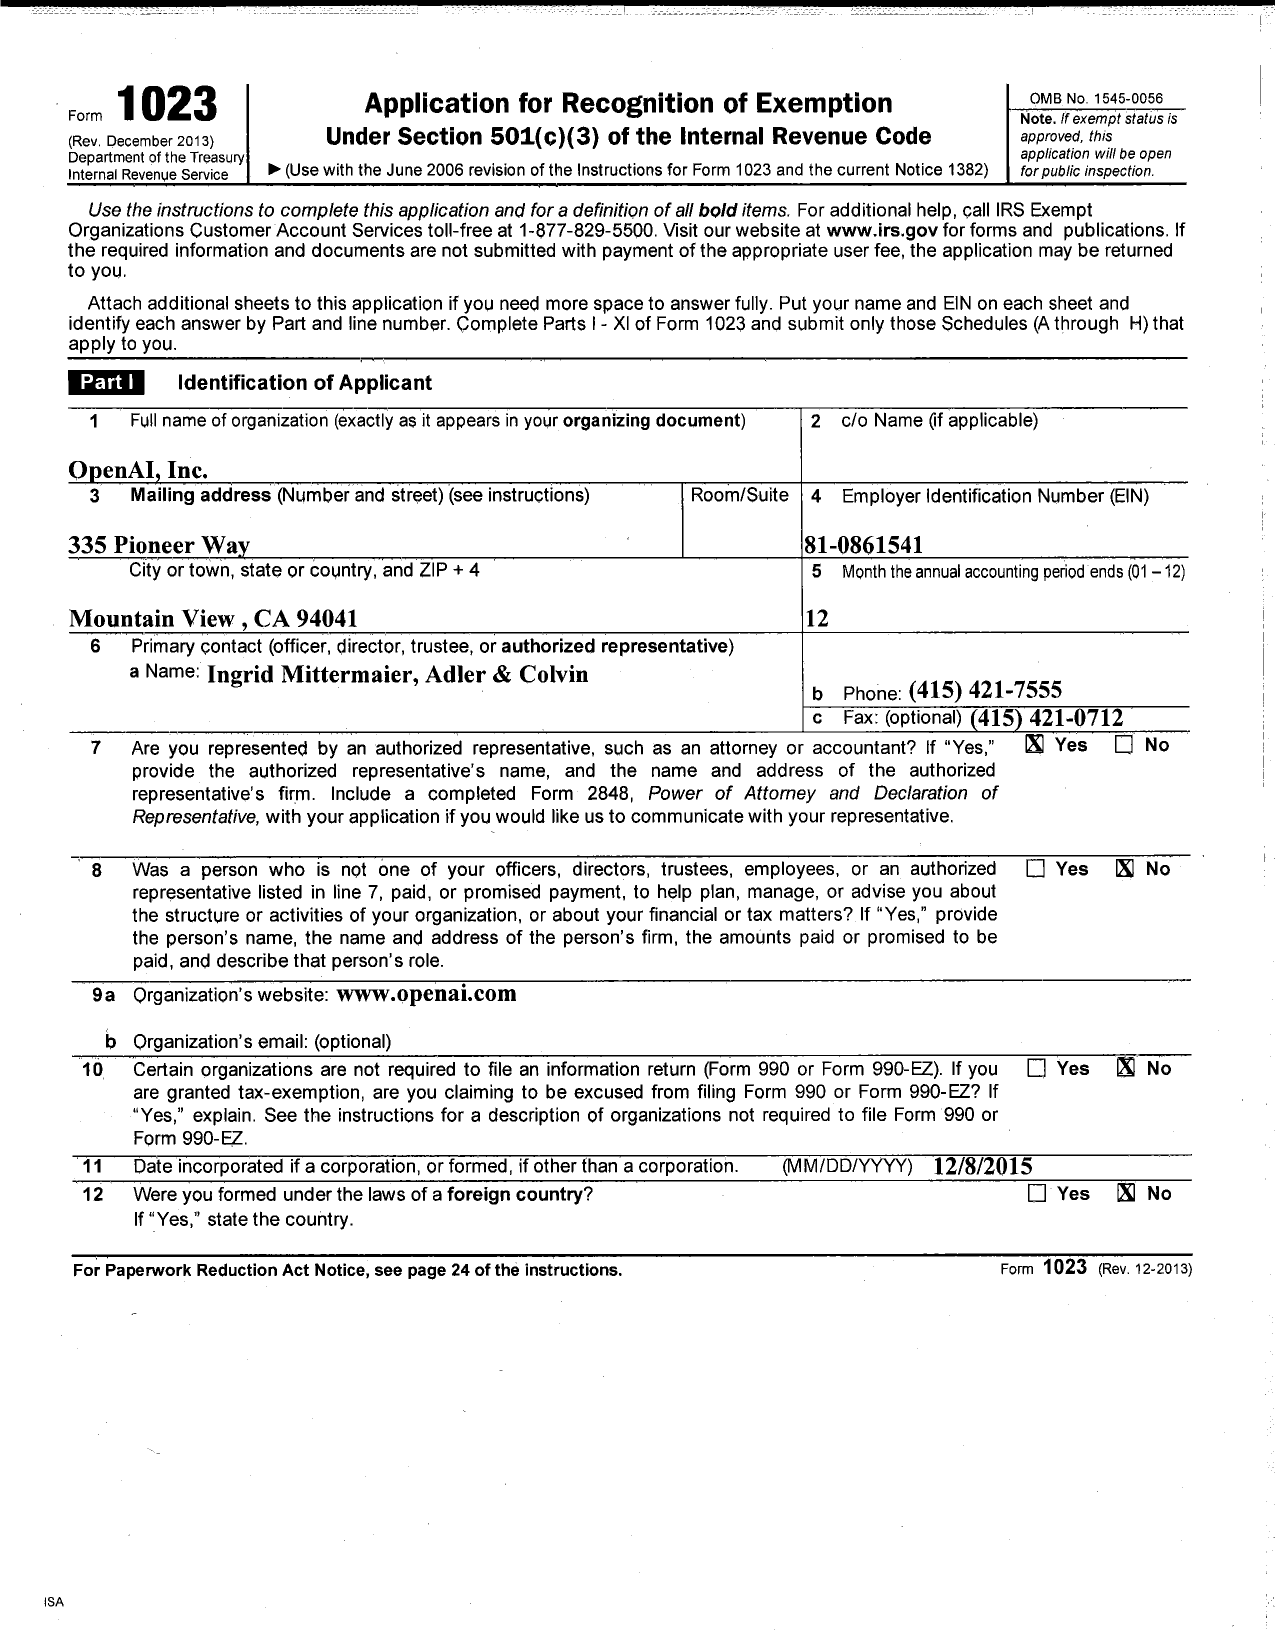 Form 1023
(Rev. December 2013)
Department of the Treasury
Internal Revenue Service
Application for Recognition of Exemption
Under Section 501(c)(3) of the Internal Revenue Code
▶ (Use with the June 2006 revision of the Instructions for Form 1023 and the current Notice 1382)
OMB No. 1545-0056
Note. If exempt status is
approved, this
application will be open
for public inspection.
Use the instructions to complete this application and for a definition of all bold items. For additional help, call IRS Exempt
Organizations Customer Account Services toll-free at 1-877-829-5500. Visit our website at www.irs.gov for forms and publications. If
the required information and documents are not submitted with payment of the appropriate user fee, the application may be returned
to you.
Attach additional sheets to this application if you need more space to answer fully. Put your name and EIN on each sheet and
identify each answer by Part and line number. Complete Parts I - XI of Form 1023 and submit only those Schedules (A through H) that
apply to you.
Part I Identification of Applicant
1 Full name of organization (exactly as it appears in your organizing document)
OpenAI, Inc.
2 c/o Name (if applicable)
3 Mailing address (Number and street) (see instructions)
335 Pioneer Way
Room/Suite
4 Employer Identification Number (EIN)
81-0861541
City or town, state or country, and ZIP + 4
Mountain View , CA 94041
5 Month the annual accounting period ends (01 – 12)
12
6 Primary contact (officer, director, trustee, or authorized representative)
a Name: Ingrid Mittermaier, Adler & Colvin
b Phone: (415) 421-7555
c Fax: (optional) (415) 421-0712
7 Are you represented by an authorized representative, such as an attorney or accountant? If “Yes,” ☒ Yes ☐ No
provide the authorized representative's name, and the name and address of the authorized
representative's firm. Include a completed Form 2848, Power of Attorney and Declaration of
Representative, with your application if you would like us to communicate with your representative.
8 Was a person who is not one of your officers, directors, trustees, employees, or an authorized ☐ Yes ☒ No
representative listed in line 7, paid, or promised payment, to help plan, manage, or advise you about
the structure or activities of your organization, or about your financial or tax matters? If “Yes,” provide
the person's name, the name and address of the person's firm, the amounts paid or promised to be
paid, and describe that person's role.
9a Organization's website: www.openai.com
b Organization's email: (optional)
10 Certain organizations are not required to file an information return (Form 990 or Form 990-EZ). If you ☐ Yes ☒ No
are granted tax-exemption, are you claiming to be excused from filing Form 990 or Form 990-EZ? If
“Yes,” explain. See the instructions for a description of organizations not required to file Form 990 or
Form 990-EZ.
11 Date incorporated if a corporation, or formed, if other than a corporation. (MM/DD/YYYY) 12/8/2015
12 Were you formed under the laws of a foreign country? ☐ Yes ☒ No
If “Yes,” state the country.
For Paperwork Reduction Act Notice, see page 24 of the instructions. Form 1023 (Rev. 12-2013)
ISA